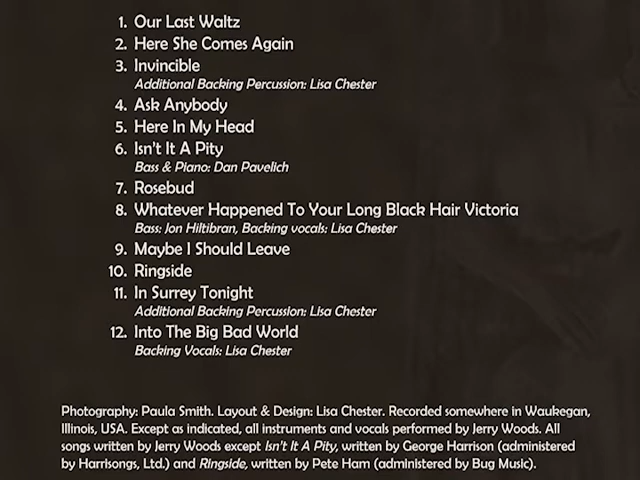 1. Our Last Waltz
2. Here She Comes Again
3. Invincible
Additional Backing Percussion: Lisa Chester
4. Ask Anybody
5. Here In My Head
6. Isn't It A Pity
Bass & Piano: Dan Pavelich
7. Rosebud
8. Whatever Happened To Your Long Black Hair Victoria
Bass: Jon Hiltibran, Backing vocals: Lisa Chester
9. Maybe I Should Leave
10. Ringside
11. In Surrey Tonight
Additional Backing Percussion: Lisa Chester
12. Into The Big Bad World
Backing Vocals: Lisa Chester
Photography: Paula Smith. Layout & Design: Lisa Chester. Recorded somewhere in Waukegan,
Illinois, USA. Except as indicated, all instruments and vocals performed by Jerry Woods. All
songs written by Jerry Woods except Isn't It A Pity, written by George Harrison (administered
by Harrisongs, Ltd.) and Ringside, written by Pete Ham (administered by Bug Music).